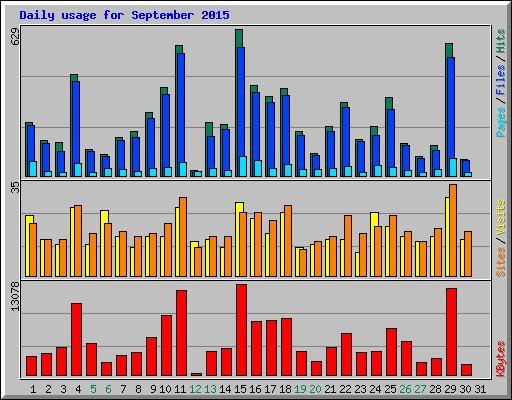 Daily usage for September 2015
629
Pages / Files / Hits
35
Sites / Visits
13078
KBytes
1 2 3 4 5 6 7 8 9 10 11 12 13 14 15 16 17 18 19 20 21 22 23 24 25 26 27 28 29 30 31